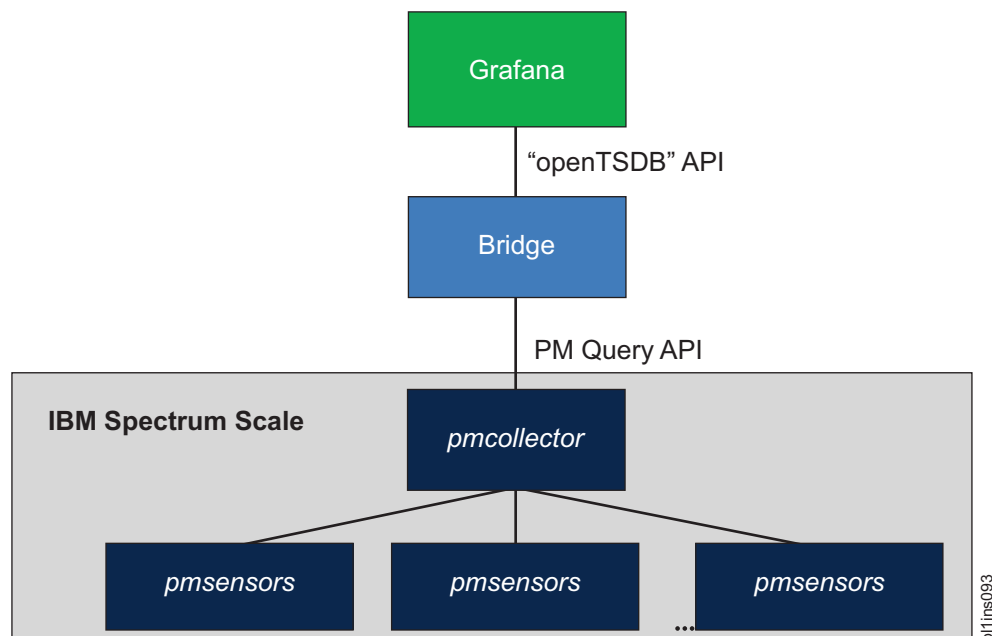 Grafana
“openTSDB” API
Bridge
PM Query API
IBM Spectrum Scale
pmcollector
pmsensors
pmsensors
...
pmsensors